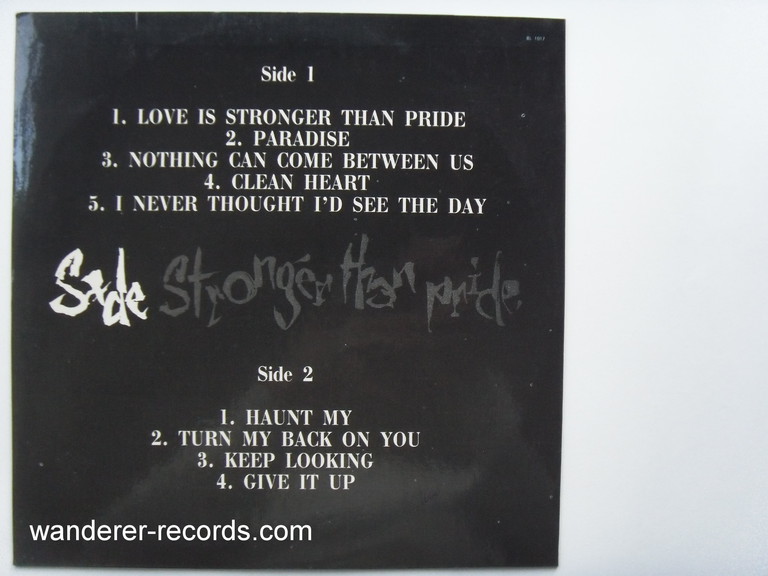 Side 1
1. LOVE IS STRONGER THAN PRIDE
2. PARADISE
3. NOTHING CAN COME BETWEEN US
4. CLEAN HEART
5. I NEVER THOUGHT I'D SEE THE DAY
Sade Stronger than pride
Side 2
1. HAUNT MY
2. TURN MY BACK ON YOU
3. KEEP LOOKING
4. GIVE IT UP
wanderer-records.com